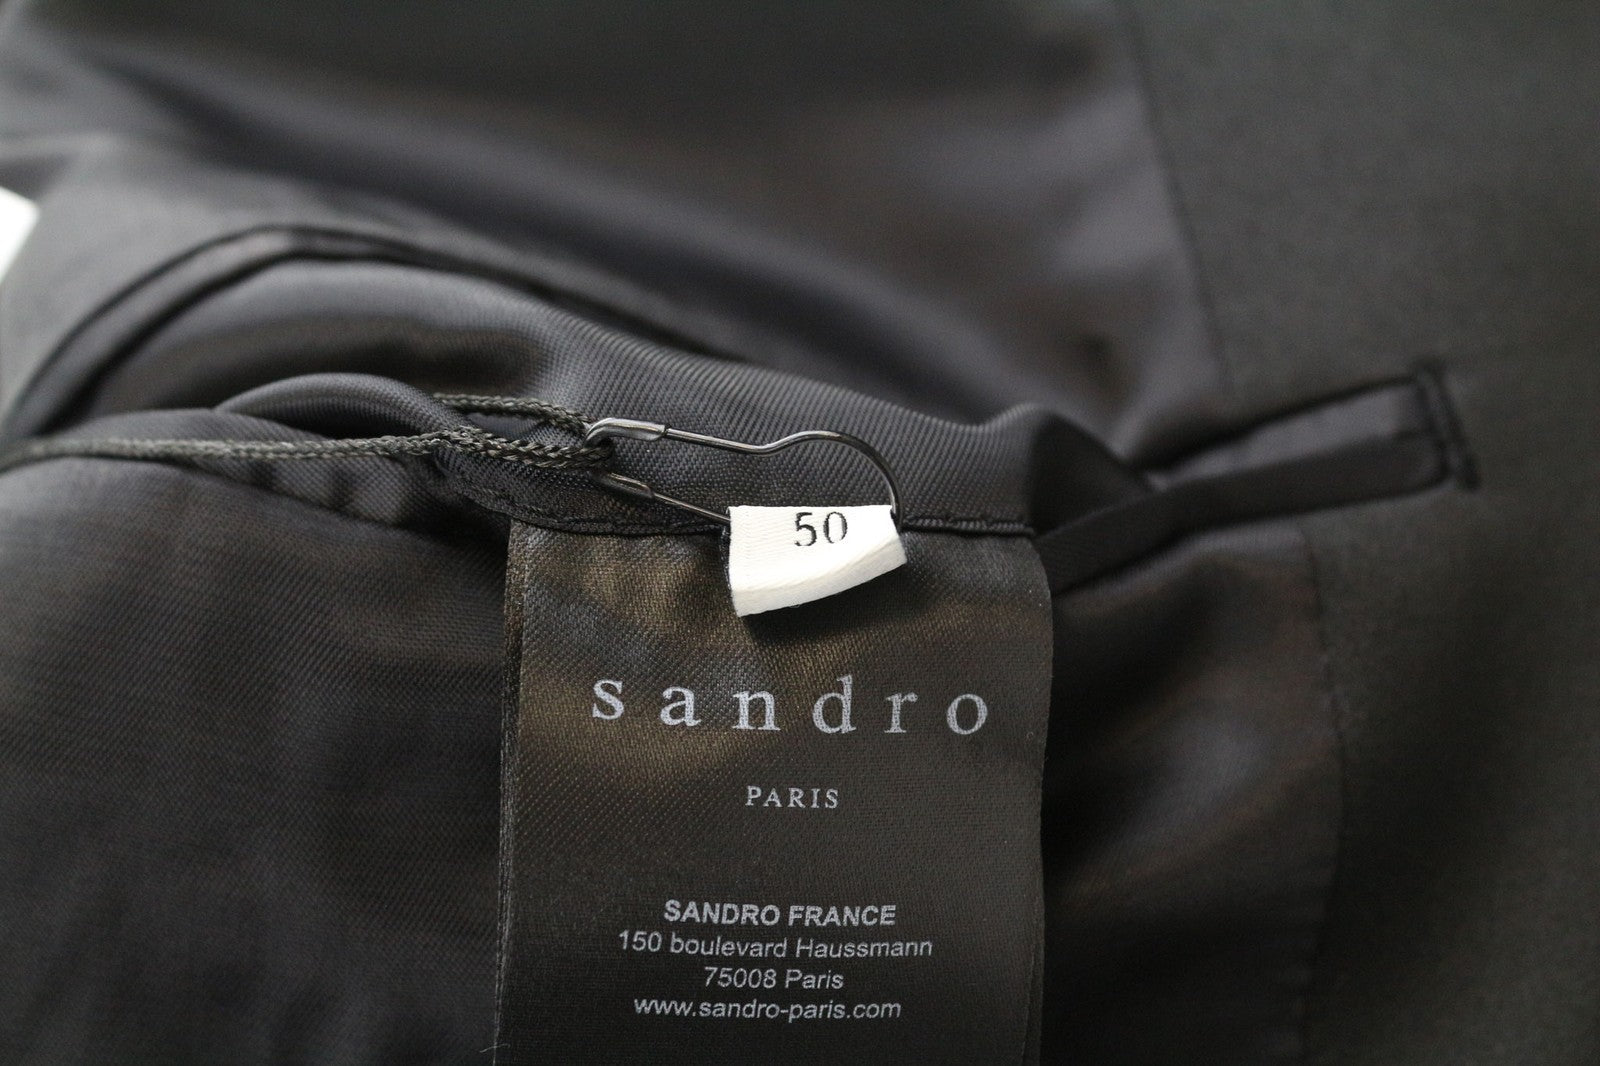 50
sandro
PARIS
SANDRO FRANCE
150 boulevard Haussmann
75008 Paris
www.sandro-paris.com